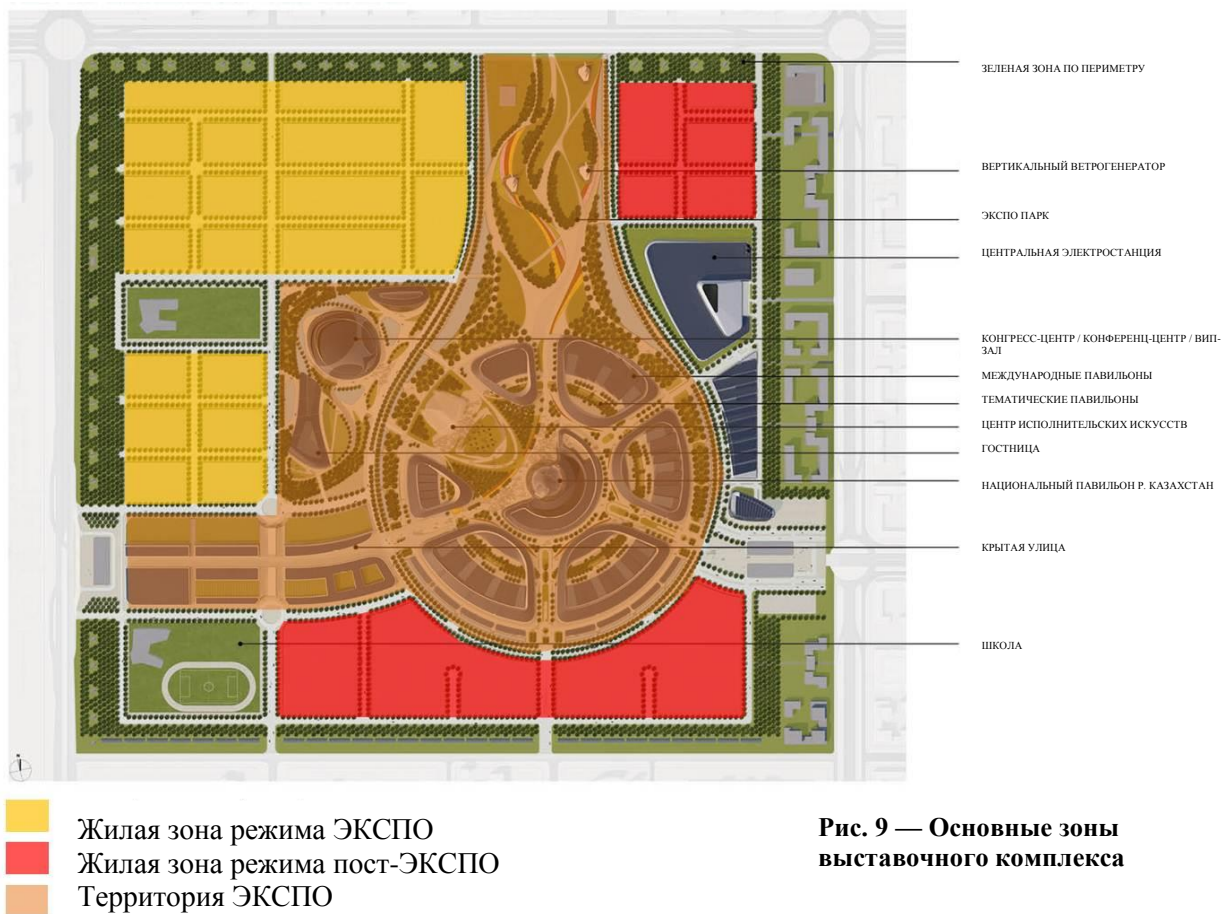 ЗЕЛЕНАЯ ЗОНА ПО ПЕРИМЕТРУ
ВЕРТИКАЛЬНЫЙ ВЕТРОГЕНЕРАТОР
ЭКСПО ПАРК
ЦЕНТРАЛЬНАЯ ЭЛЕКТРОСТАНЦИЯ
КОНГРЕСС-ЦЕНТР / КОНФЕРЕНЦ-ЦЕНТР / ВИП-
ЗАЛ
МЕЖДУНАРОДНЫЕ ПАВИЛЬОНЫ
ТЕМАТИЧЕСКИЕ ПАВИЛЬОНЫ
ЦЕНТР ИСПОЛНИТЕЛЬСКИХ ИСКУССТВ
ГОСТНИЦА
НАЦИОНАЛЬНЫЙ ПАВИЛЬОН Р. КАЗАХСТАН
КРЫТАЯ УЛИЦА
ШКОЛА
Жилая зона режима ЭКСПО
Жилая зона режима пост-ЭКСПО
Территория ЭКСПО
Рис. 9 — Основные зоны
выставочного комплекса